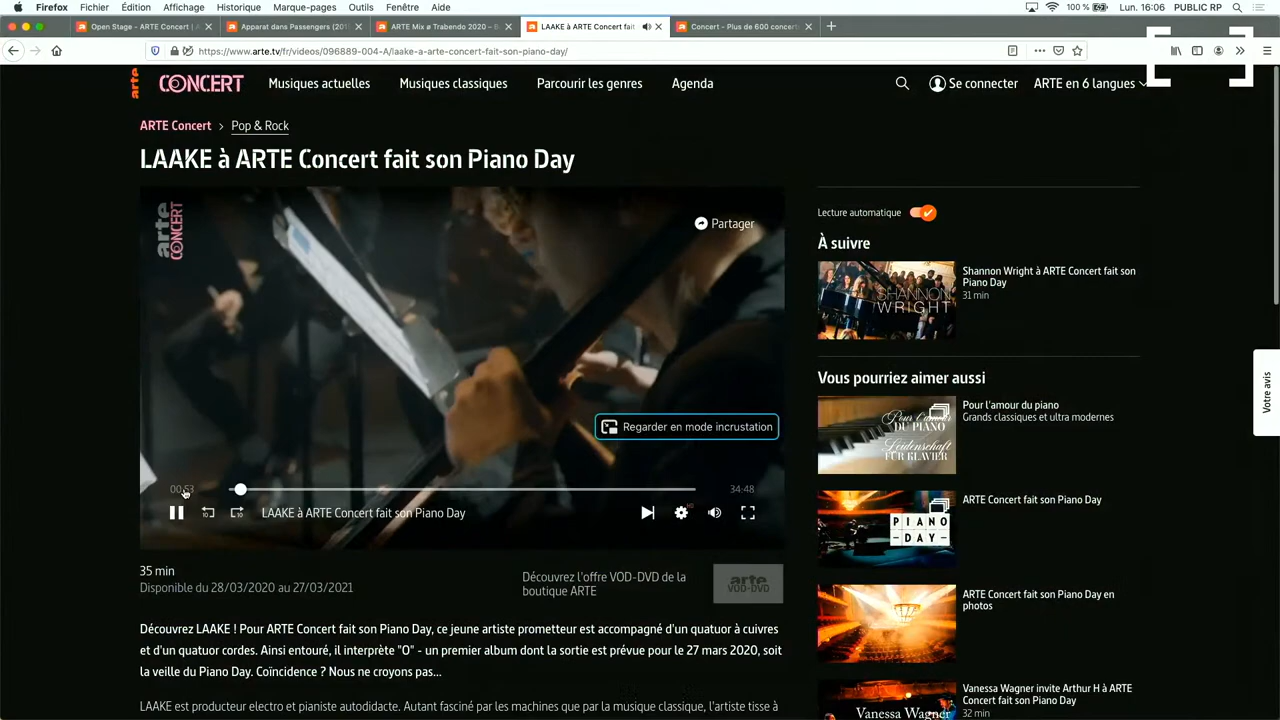 Firefox Fichier Édition Affichage Historique Marque-pages Outils Fenêtre Aide 100 % Lun. 16:06 PUBLIC RP
Open Stage - ARTE Concert | A Apparat dans Passengers (201 ARTE Mix ø Trabendo 2020 – B LAAKE à ARTE Concert fait Concert - Plus de 600 concerts
https://www.arte.tv/fr/videos/096889-004-A/laake-a-arte-concert-fait-son-piano-day/
arte CONCERT Musiques actuelles Musiques classiques Parcourir les genres Agenda Se connecter ARTE en 6 langues
ARTE Concert > Pop & Rock
LAAKE à ARTE Concert fait son Piano Day
arte CONCERT
Partager
Regarder en mode incrustation
00:53
34:48
10 10 LAAKE à ARTE Concert fait son Piano Day
35 min
Disponible du 28/03/2020 au 27/03/2021
Découvrez l'offre VOD-DVD de la
boutique ARTE
arte
VOD-DVD
Découvrez LAAKE ! Pour ARTE Concert fait son Piano Day, ce jeune artiste prometteur est accompagné d'un quatuor à cuivres
et d'un quatuor cordes. Ainsi entouré, il interprète "O" - un premier album dont la sortie est prévue pour le 27 mars 2020, soit
la veille du Piano Day. Coïncidence ? Nous ne croyons pas...
LAAKE est producteur electro et pianiste autodidacte. Autant fasciné par les machines que par la musique classique, l'artiste tisse à
Lecture automatique
À suivre
SHANNON
WRIGHT
Shannon Wright à ARTE Concert fait son
Piano Day
31 min
Vous pourriez aimer aussi
Pour l'amour
DU PIANO
Leidenschaft
FÜR KLAVIER
Pour l'amour du piano
Grands classiques et ultra modernes
PIANO
-DAY-
ARTE Concert fait son Piano Day
ARTE Concert fait son Piano Day en
photos
Vanessa Wagner
Vanessa Wagner invite Arthur H à ARTE
Concert fait son Piano Day
32 min
Votre avis